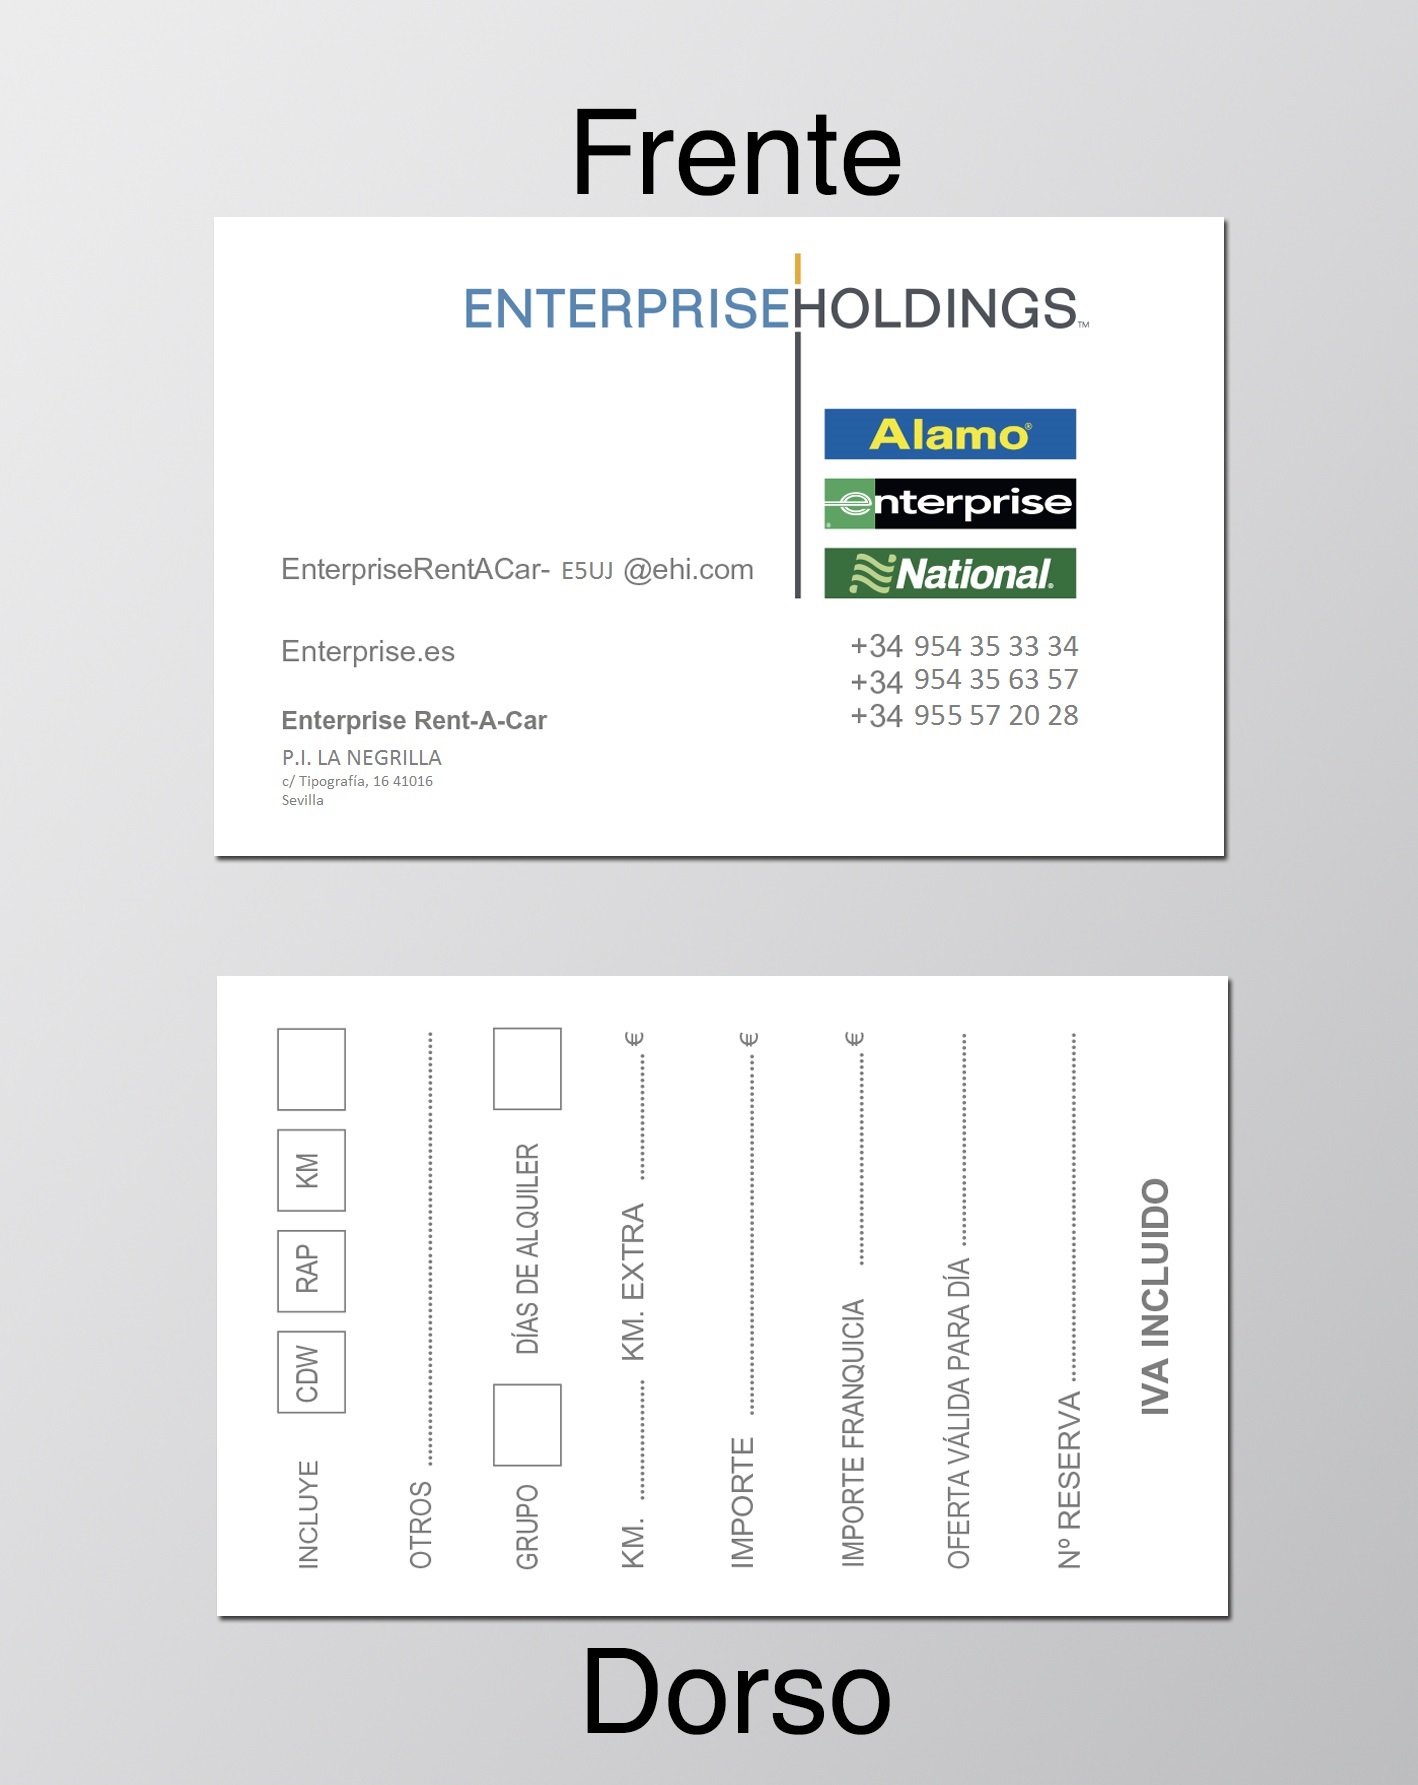 Frente
ENTERPRISEHOLDINGS™
Alamo®
enterprise®
National®
EnterpriseRentACar- E5UJ @ehi.com
Enterprise.es
+34 954 35 33 34
+34 954 35 63 57
+34 955 57 20 28
Enterprise Rent-A-Car
P.I. LA NEGRILLA
c/ Tipografía, 16 41016
Sevilla
INCLUYE CDW RAP KM
OTROS ........................
GRUPO DÍAS DE ALQUILER
KM. ............ KM. EXTRA ............ €
IMPORTE ........................ €
IMPORTE FRANQUICIA ............ €
OFERTA VÁLIDA PARA DÍA ............
Nº RESERVA ........................
IVA INCLUIDO
Dorso